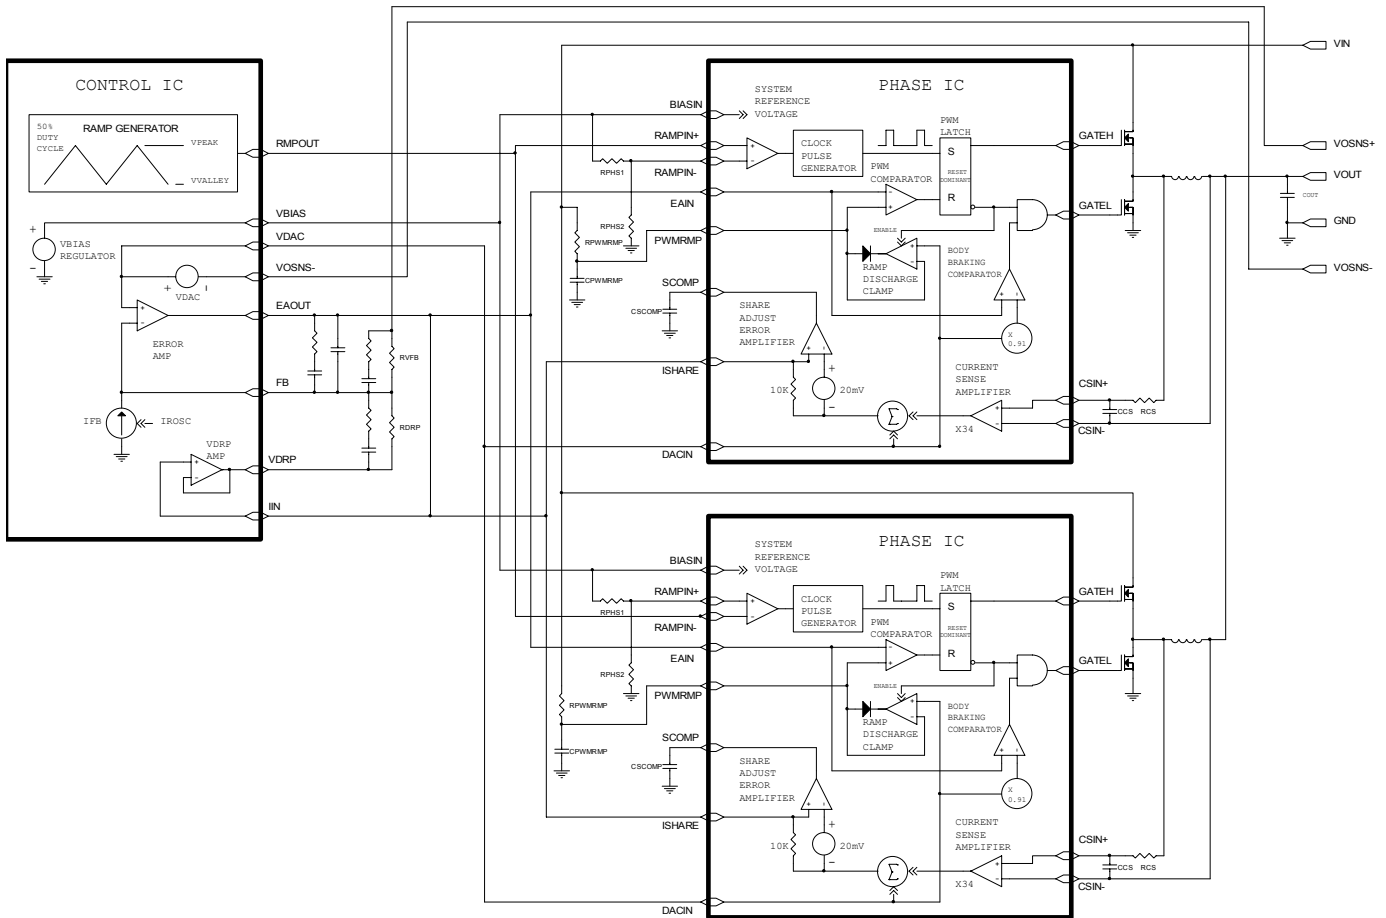 CONTROL IC
50%
DUTY
CYCLE
RAMP GENERATOR
VPEAK
VVALLEY
RMPOUT
VBIAS
+
-
VBIAS
REGULATOR
VDAC
VOSNS-
+
-
VDAC
EAOUT
+
-
ERROR
AMP
FB
IFB
IROSC
VDRP
AMP
+
-
VDRP
IIN
RVFB
RDRP
VIN
VOSNS+
VOUT
COUT
GND
VOSNS-
PHASE IC
SYSTEM
REFERENCE
VOLTAGE
BIASIN
RAMPIN+
RAMPIN-
EAIN
PWMRMP
SCOMP
ISHARE
DACIN
RPHS1
RPHS2
RPWMRMP
CPWMRMP
CSCOMP
+
-
CLOCK
PULSE
GENERATOR
PWM
LATCH
S
RESET
DOMINANT
R
PWM
COMPARATOR
-
+
ENABLE
+
-
RAMP
DISCHARGE
CLAMP
BODY
BRAKING
COMPARATOR
+
-
X
0.91
SHARE
ADJUST
ERROR
AMPLIFIER
+
-
10K
+
20mV
-
Σ
CURRENT
SENSE
AMPLIFIER
+
-
X34
GATEH
GATEL
CSIN+
CSIN-
CCS
RCS
PHASE IC
SYSTEM
REFERENCE
VOLTAGE
BIASIN
RAMPIN+
RAMPIN-
EAIN
PWMRMP
SCOMP
ISHARE
DACIN
RPHS1
RPHS2
RPWMRMP
CPWMRMP
CSCOMP
+
-
CLOCK
PULSE
GENERATOR
PWM
LATCH
S
RESET
DOMINANT
R
PWM
COMPARATOR
-
+
ENABLE
+
-
RAMP
DISCHARGE
CLAMP
BODY
BRAKING
COMPARATOR
+
-
X
0.91
SHARE
ADJUST
ERROR
AMPLIFIER
+
-
10K
+
20mV
-
Σ
CURRENT
SENSE
AMPLIFIER
+
-
X34
GATEH
GATEL
CSIN+
CSIN-
CCS
RCS